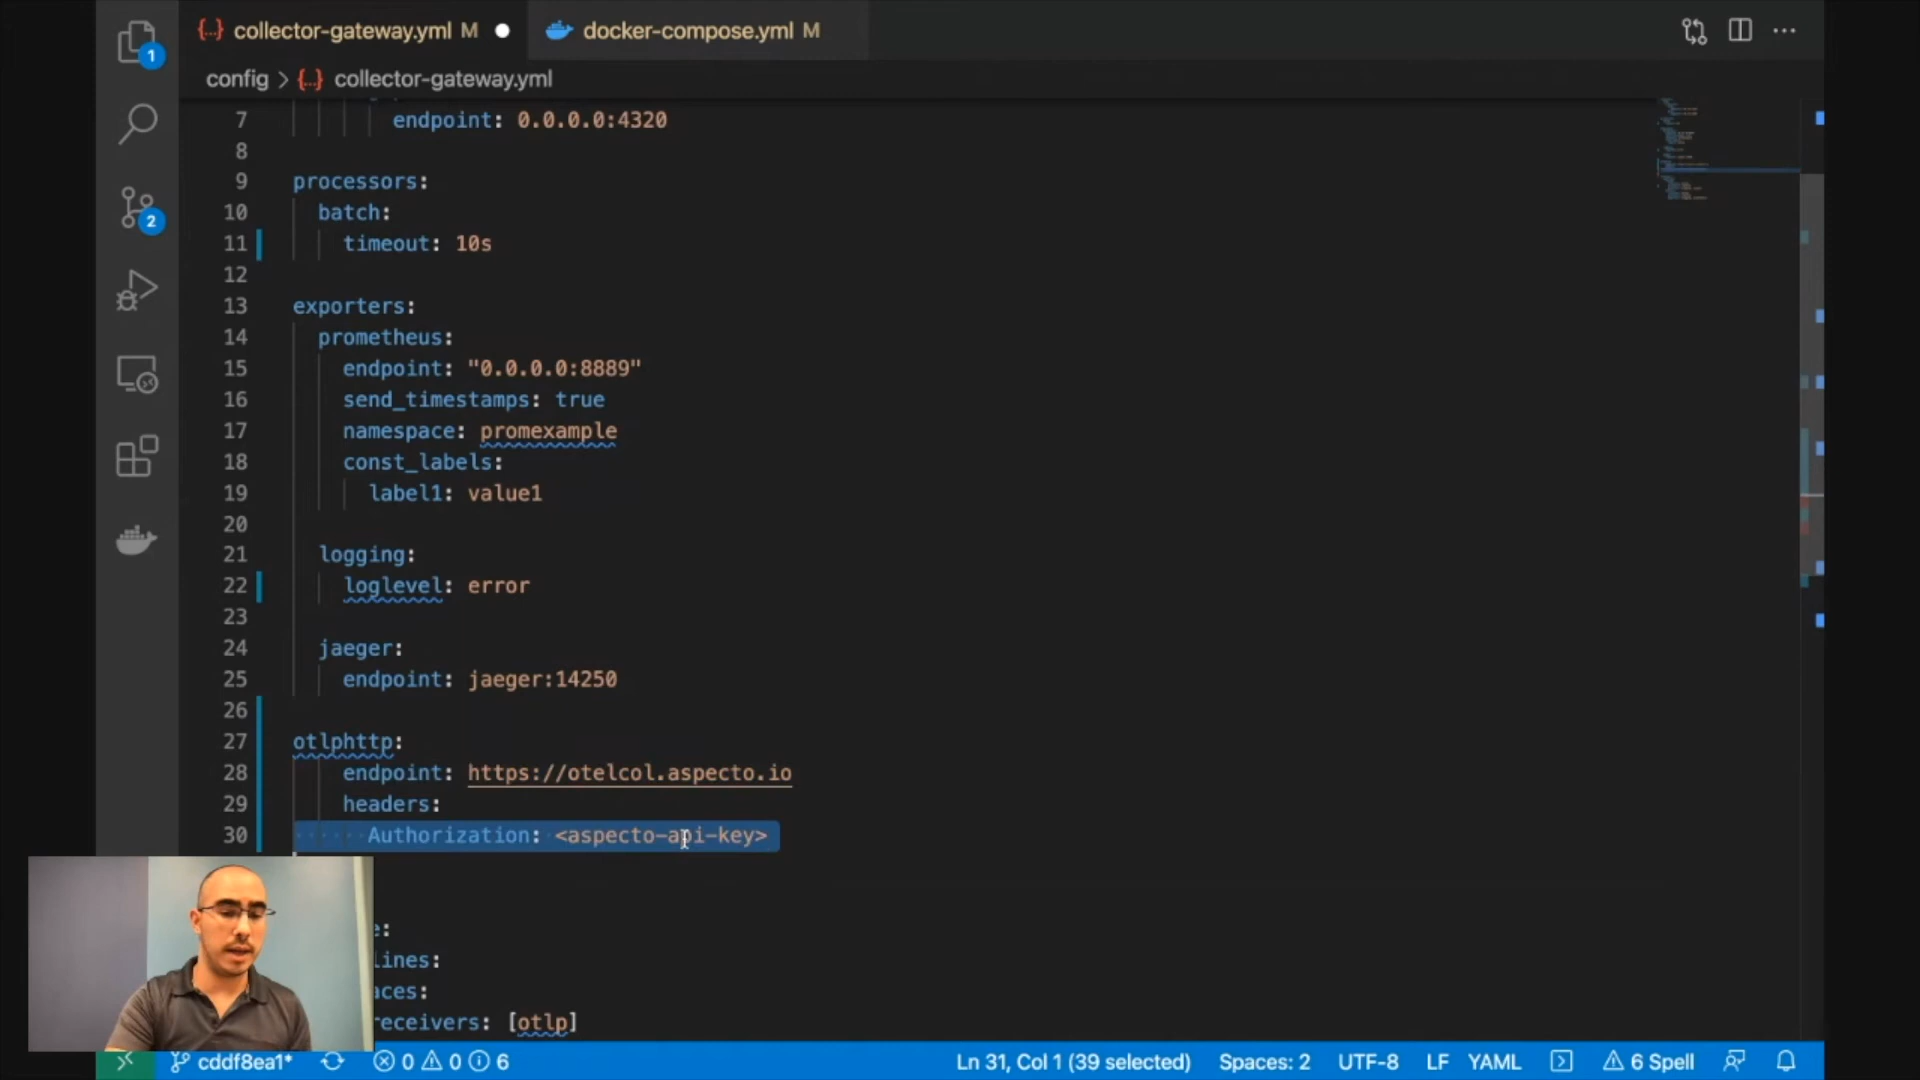 collector-gateway.yml M
docker-compose.yml M
1
config > {..} collector-gateway.yml
7 endpoint: 0.0.0.0:4320
8
9 processors:
10 batch:
11 timeout: 10s
12
13 exporters:
14 prometheus:
15 endpoint: "0.0.0.0:8889"
16 send_timestamps: true
17 namespace: promexample
18 const_labels:
19 label1: value1
20
21 logging:
22 loglevel: error
23
24 jaeger:
25 endpoint: jaeger:14250
26
27 otlphttp:
28 endpoint: https://otelcol.aspecto.io
29 headers:
30 Authorization: <aspecto-api-key>
2
e:
lines:
aces:
receivers: [otlp]
cddf8ea1* 0 0 6 Ln 31, Col 1 (39 selected) Spaces: 2 UTF-8 LF YAML 6 Spell